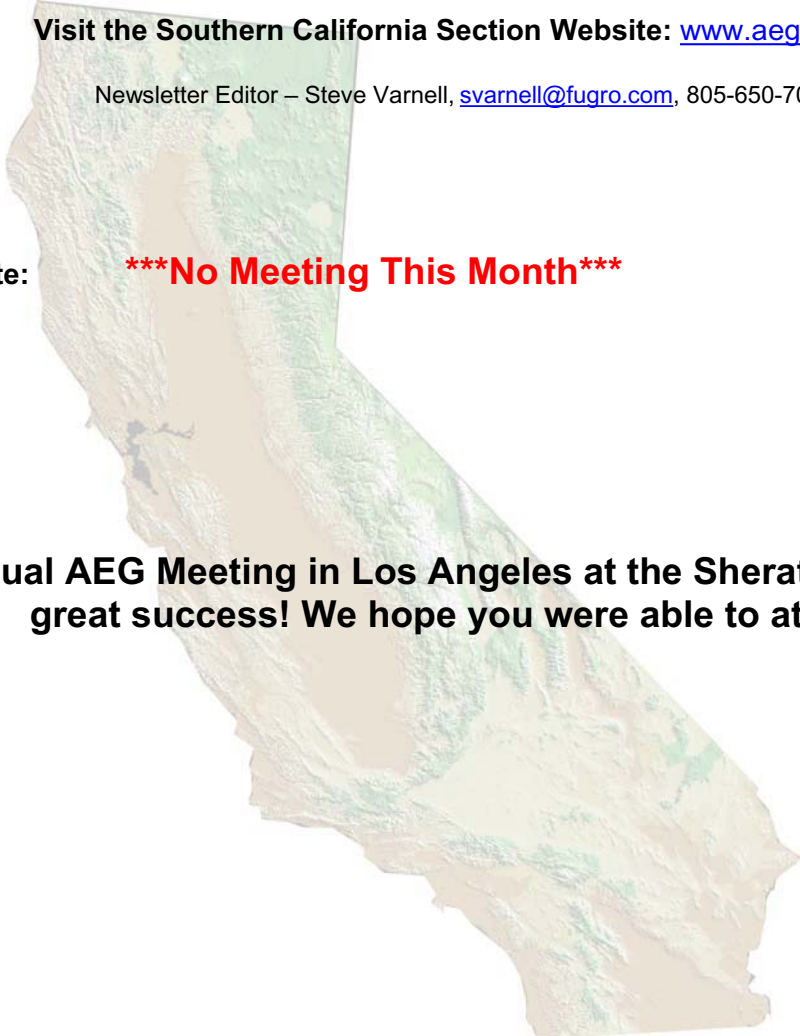 Visit the Southern California Section Website: www.aeg
Newsletter Editor – Steve Varnell, svarnell@fugro.com, 805-650-70
te: ***No Meeting This Month***
ual AEG Meeting in Los Angeles at the Sherat
great success! We hope you were able to at